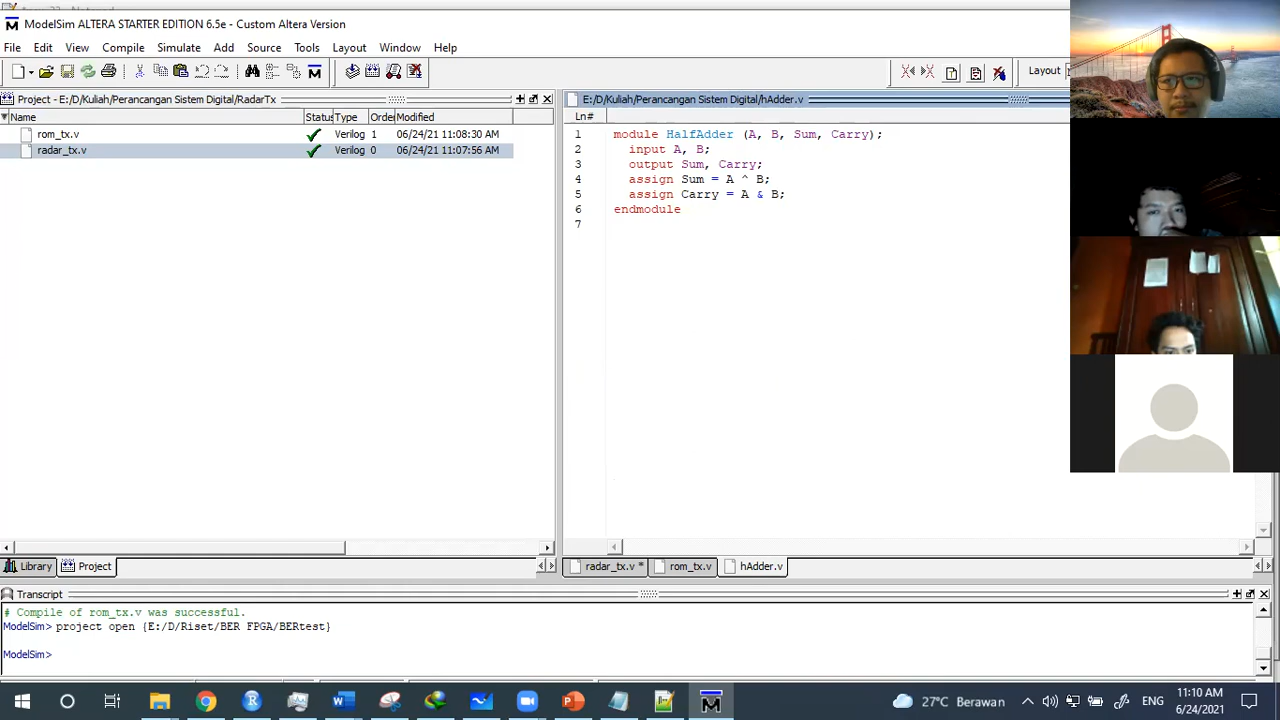 ModelSim ALTERA STARTER EDITION 6.5e - Custom Altera Version
File Edit View Compile Simulate Add Source Tools Layout Window Help
Layout
Project - E:/D/Kuliah/Perancangan Sistem Digital/RadarTx
Name Status Type Order Modified
rom_tx.v Verilog 1 06/24/21 11:08:30 AM
radar_tx.v Verilog 0 06/24/21 11:07:56 AM
E:/D/Kuliah/Perancangan Sistem Digital/hAdder.v
Ln#
1 module HalfAdder (A, B, Sum, Carry);
2 input A, B;
3 output Sum, Carry;
4 assign Sum = A ^ B;
5 assign Carry = A & B;
6 endmodule
7
Library Project
radar_tx.v * rom_tx.v hAdder.v
Transcript
# Compile of rom_tx.v was successful.
ModelSim> project open {E:/D/Riset/BER FPGA/BERtest}
ModelSim>
27°C Berawan ENG 11:10 AM
6/24/2021